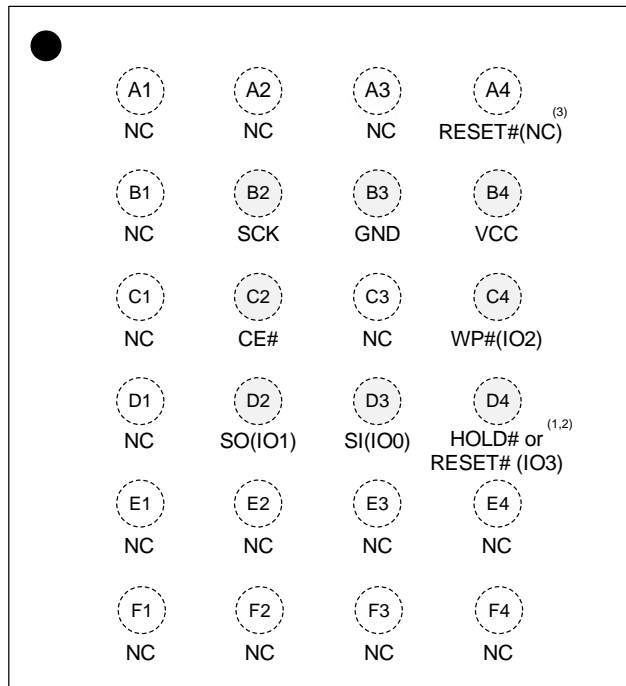 A1 A2 A3 A4
NC NC NC RESET#(NC) (3)
B1 B2 B3 B4
NC SCK GND VCC
C1 C2 C3 C4
NC CE# NC WP#(IO2)
D1 D2 D3 D4
NC SO(IO1) SI(IO0) HOLD# or (1,2)
RESET# (IO3)
E1 E2 E3 E4
NC NC NC NC
F1 F2 F3 F4
NC NC NC NC